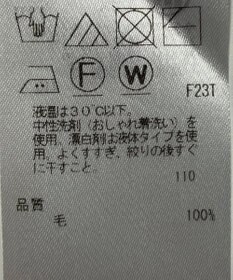 F W
F23T
液温は30℃以下。
中性洗剤(おしゃれ着洗い)を
使用、漂白剤は液体タイプを使
用。よくすすぎ、絞りの後すぐ
に干すこと。
110
品質
毛 100%